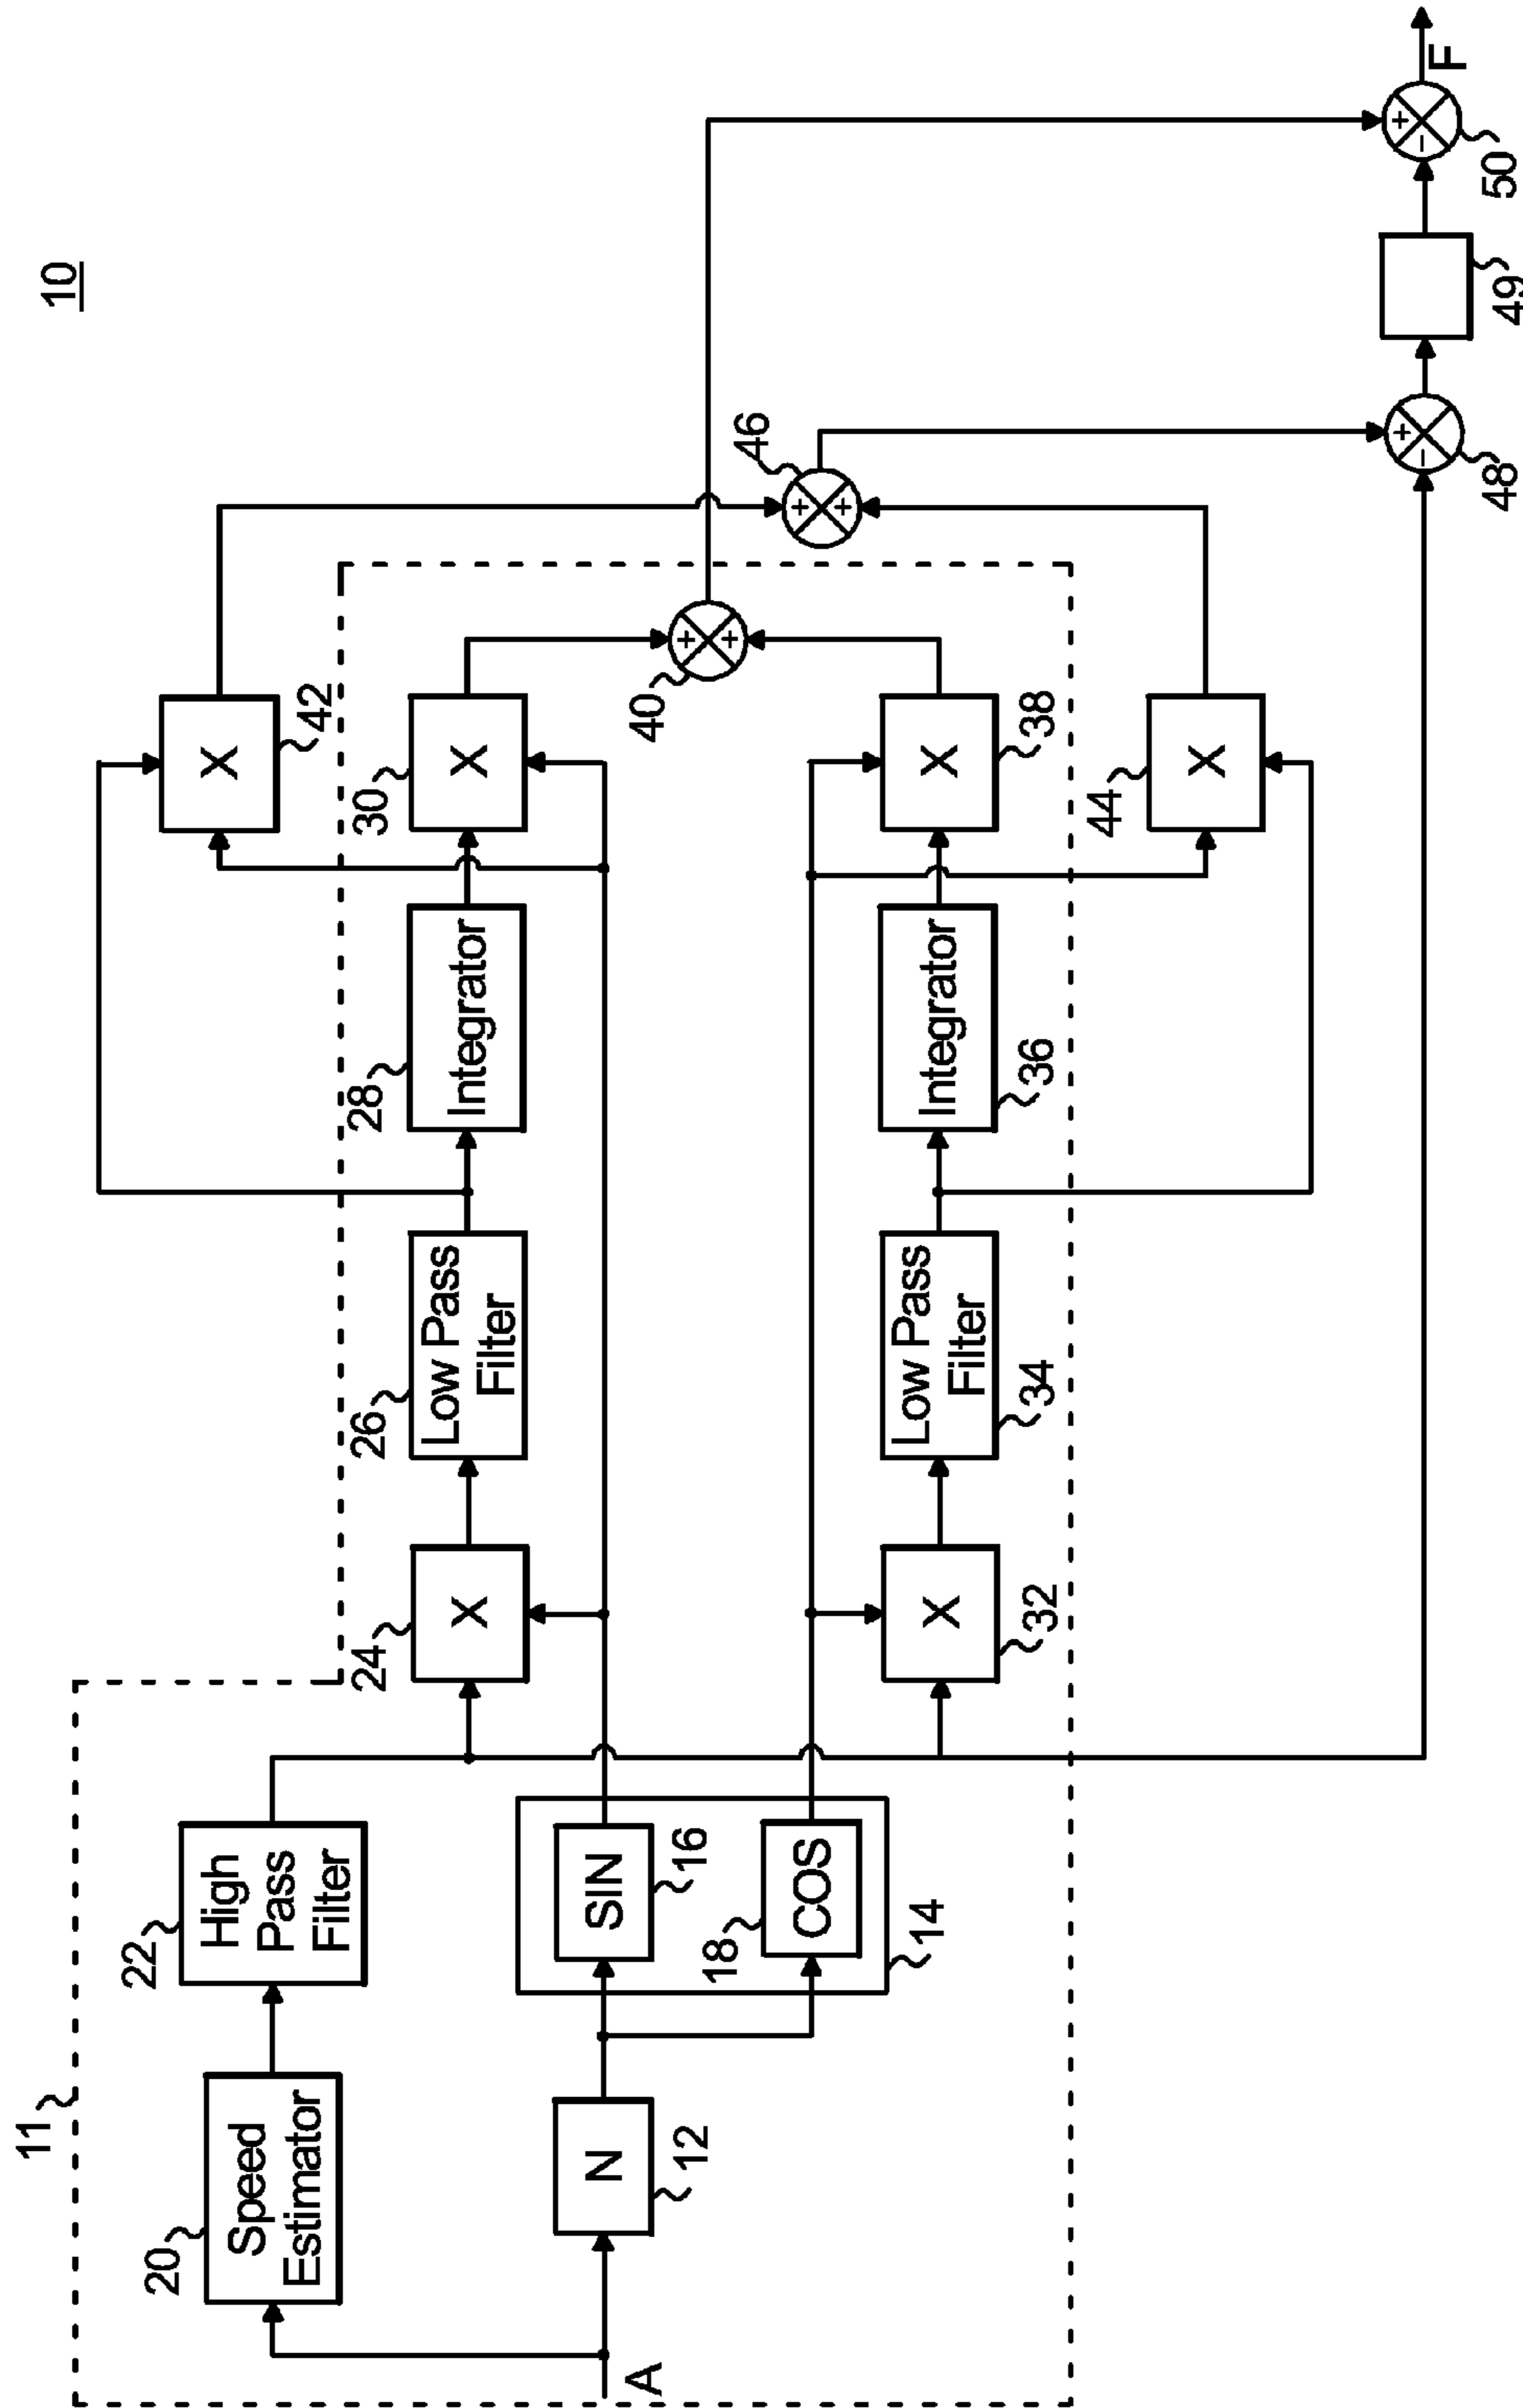 10
11
20
Speed
Estimator
22
High
Pass
Filter
A
N
12
SIN
16
18
COS
14
24
X
26
Low Pass
Filter
28
Integrator
30
X
X
42
32
X
34
Low Pass
Filter
36
Integrator
38
X
44
X
40
+
+
46
+
+
48
+
−
49
50
+
−
F